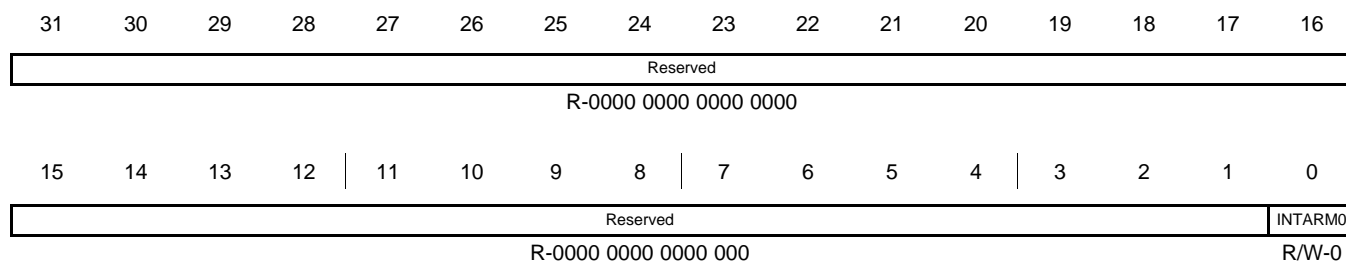 31 30 29 28 27 26 25 24 23 22 21 20 19 18 17 16
Reserved
R-0000 0000 0000 0000
15 14 13 12 11 10 9 8 7 6 5 4 3 2 1 0
Reserved INTARM0
R-0000 0000 0000 000 R/W-0